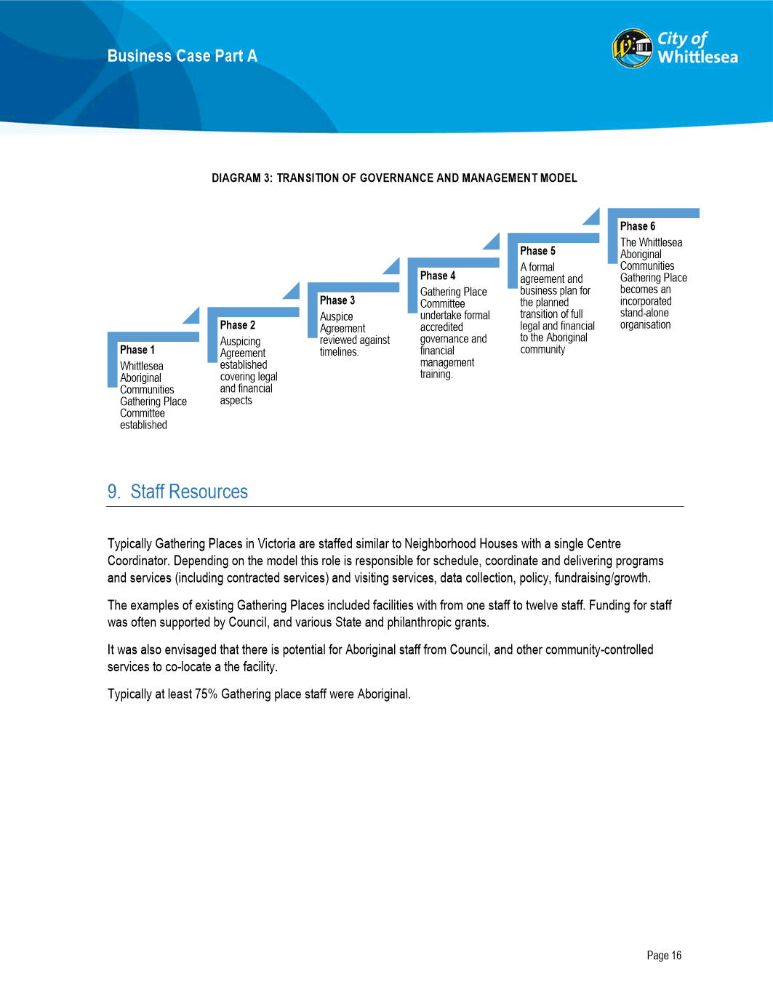 Business Case Part A
City of
Whittlesea
DIAGRAM 3: TRANSITION OF GOVERNANCE AND MANAGEMENT MODEL
Phase 1
Whittlesea
Aboriginal
Communities
Gathering Place
Committee
established
Phase 2
Auspicing
Agreement
established
covering legal
and financial
aspects
Phase 3
Auspice
Agreement
reviewed against
timelines.
Phase 4
Gathering Place
Committee
undertake formal
accredited
governance and
financial
management
training.
Phase 5
A formal
agreement and
business plan for
the planned
transition of full
legal and financial
to the Aboriginal
community
Phase 6
The Whittlesea
Aboriginal
Communities
Gathering Place
becomes an
incorporated
stand-alone
organisation
9. Staff Resources
Typically Gathering Places in Victoria are staffed similar to Neighborhood Houses with a single Centre
Coordinator. Depending on the model this role is responsible for schedule, coordinate and delivering programs
and services (including contracted services) and visiting services, data collection, policy, fundraising/growth.
The examples of existing Gathering Places included facilities with from one staff to twelve staff. Funding for staff
was often supported by Council, and various State and philanthropic grants.
It was also envisaged that there is potential for Aboriginal staff from Council, and other community-controlled
services to co-locate a the facility.
Typically at least 75% Gathering place staff were Aboriginal.
Page 16